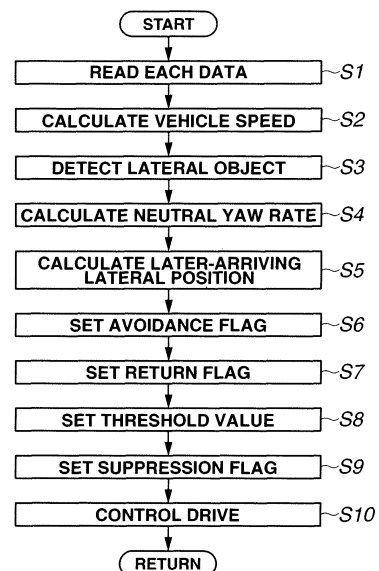 START
READ EACH DATA ~S1
CALCULATE VEHICLE SPEED ~S2
DETECT LATERAL OBJECT ~S3
CALCULATE NEUTRAL YAW RATE ~S4
CALCULATE LATER-ARRIVING
LATERAL POSITION ~S5
SET AVOIDANCE FLAG ~S6
SET RETURN FLAG ~S7
SET THRESHOLD VALUE ~S8
SET SUPPRESSION FLAG ~S9
CONTROL DRIVE ~S10
RETURN